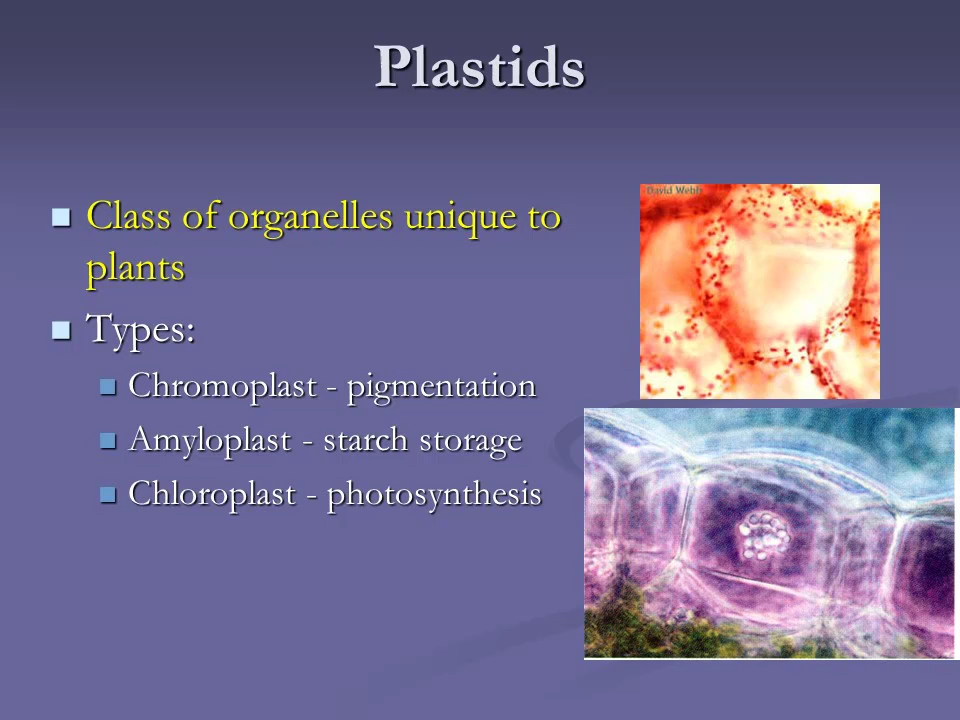 Plastids
David Webb
Class of organelles unique to
plants
Types:
Chromoplast - pigmentation
Amyloplast - starch storage
Chloroplast - photosynthesis